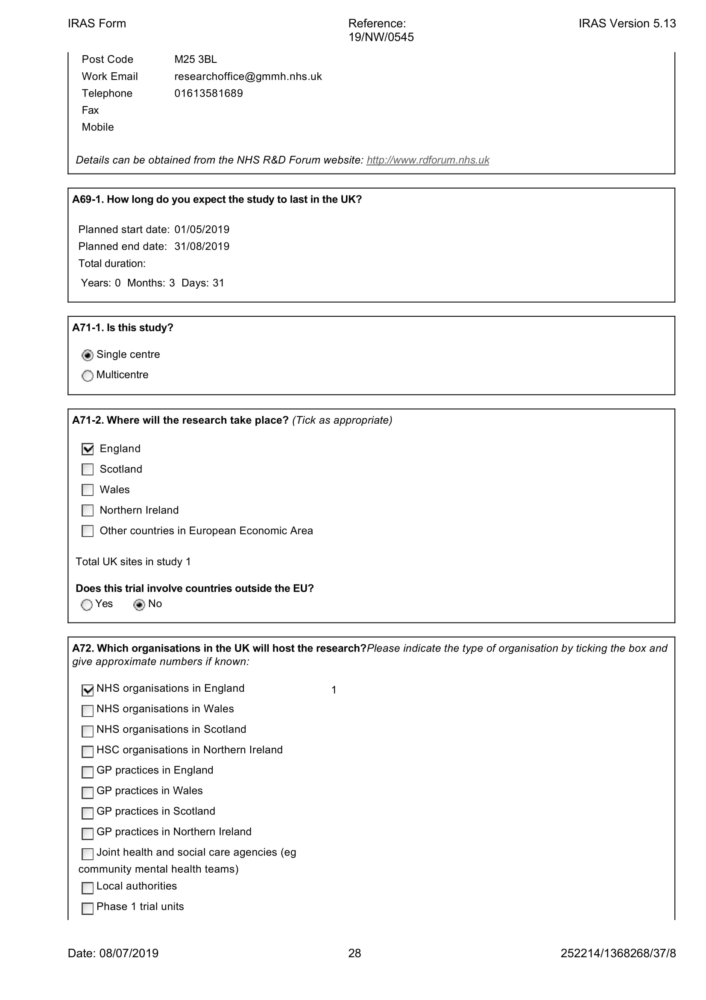 IRAS Form
Reference:
19/NW/0545
IRAS Version 5.13
Post Code M25 3BL
Work Email researchoffice@gmmh.nhs.uk
Telephone 01613581689
Fax
Mobile
Details can be obtained from the NHS R&D Forum website: http://www.rdforum.nhs.uk
A69-1. How long do you expect the study to last in the UK?
Planned start date: 01/05/2019
Planned end date: 31/08/2019
Total duration:
Years: 0 Months: 3 Days: 31
A71-1. Is this study?
Single centre
Multicentre
A71-2. Where will the research take place? (Tick as appropriate)
England
Scotland
Wales
Northern Ireland
Other countries in European Economic Area
Total UK sites in study 1
Does this trial involve countries outside the EU?
Yes No
A72. Which organisations in the UK will host the research?Please indicate the type of organisation by ticking the box and
give approximate numbers if known:
NHS organisations in England 1
NHS organisations in Wales
NHS organisations in Scotland
HSC organisations in Northern Ireland
GP practices in England
GP practices in Wales
GP practices in Scotland
GP practices in Northern Ireland
Joint health and social care agencies (eg
community mental health teams)
Local authorities
Phase 1 trial units
Date: 08/07/2019
28
252214/1368268/37/8